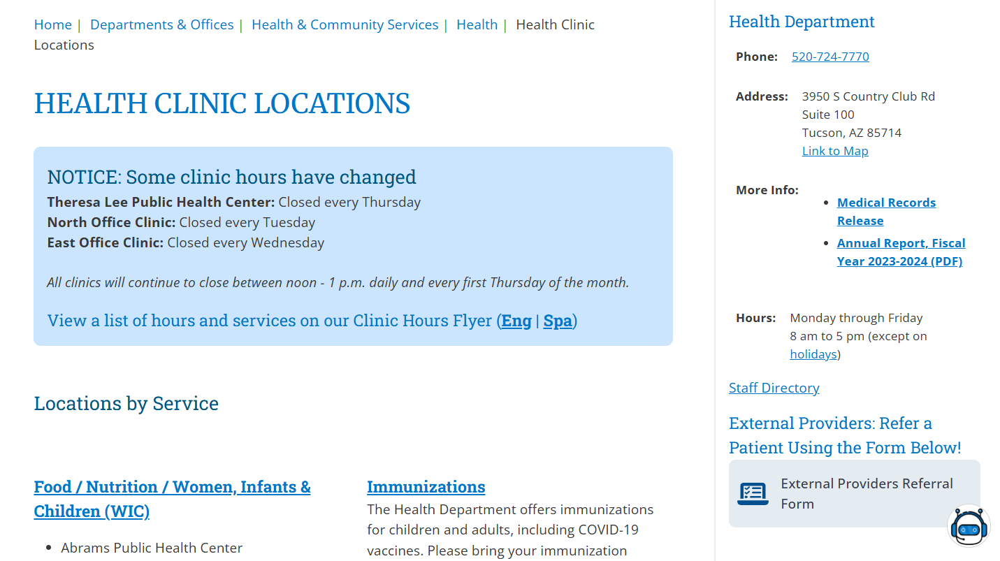 Home | Departments & Offices | Health & Community Services | Health | Health Clinic
Locations
HEALTH CLINIC LOCATIONS
NOTICE: Some clinic hours have changed
Theresa Lee Public Health Center: Closed every Thursday
North Office Clinic: Closed every Tuesday
East Office Clinic: Closed every Wednesday
All clinics will continue to close between noon - 1 p.m. daily and every first Thursday of the month.
View a list of hours and services on our Clinic Hours Flyer (Eng | Spa)
Locations by Service
Food / Nutrition / Women, Infants &
Children (WIC)
• Abrams Public Health Center
Immunizations
The Health Department offers immunizations
for children and adults, including COVID-19
vaccines. Please bring your immunization
Health Department
Phone: 520-724-7770
Address: 3950 S Country Club Rd
Suite 100
Tucson, AZ 85714
Link to Map
More Info:
• Medical Records
Release
• Annual Report, Fiscal
Year 2023-2024 (PDF)
Hours: Monday through Friday
8 am to 5 pm (except on
holidays)
Staff Directory
External Providers: Refer a
Patient Using the Form Below!
External Providers Referral
Form